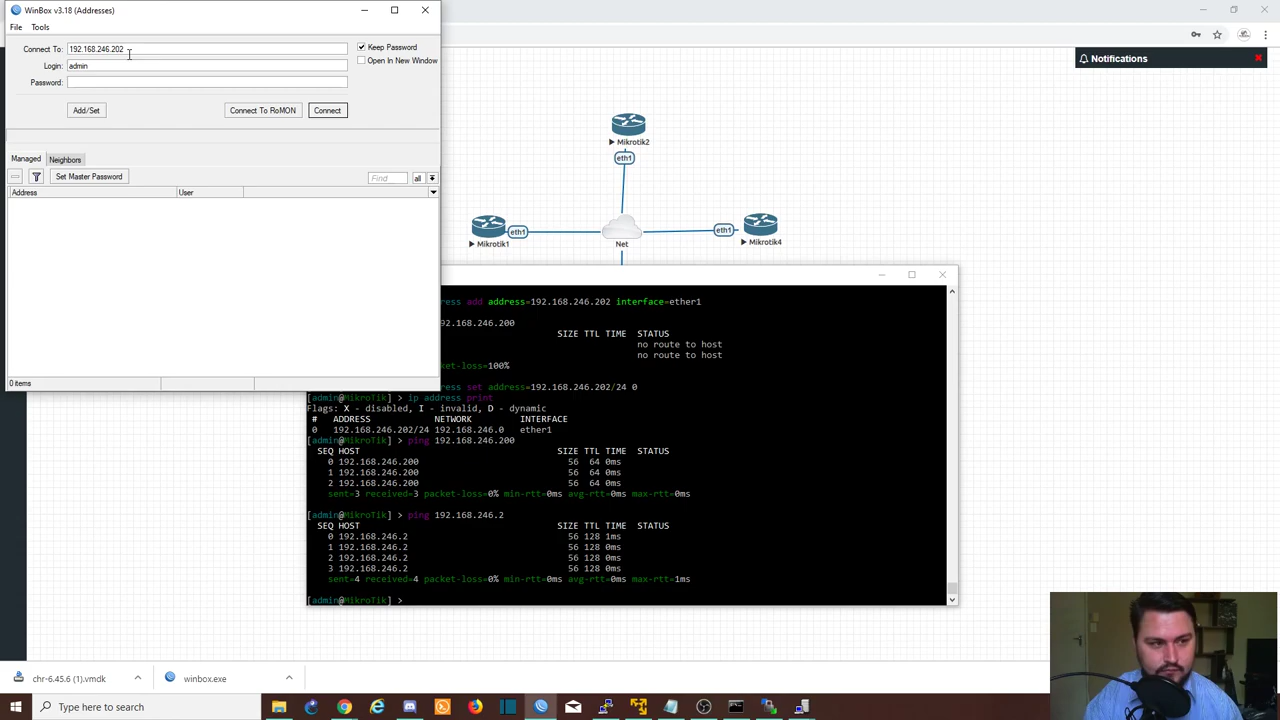 WinBox v3.18 (Addresses)
File Tools
Connect To: 192.168.246.202
Keep Password
Login: admin
Open In New Window
Password:
Add/Set
Connect To RoMON
Connect
Managed
Neighbors
Set Master Password
Find
all
Address
User
0 items
Notifications
Mikrotik2
eth1
Mikrotik1
eth1
Net
eth1
Mikrotik4
ress add address=192.168.246.202 interface=ether1
92.168.246.200
SIZE TTL TIME STATUS
no route to host
no route to host
cket-loss=100%
ress set address=192.168.246.202/24 0
[admin@MikroTik] > ip address print
Flags: X - disabled, I - invalid, D - dynamic
# ADDRESS NETWORK INTERFACE
0 192.168.246.202/24 192.168.246.0 ether1
[admin@MikroTik] > ping 192.168.246.200
SEQ HOST SIZE TTL TIME STATUS
0 192.168.246.200 56 64 0ms
1 192.168.246.200 56 64 0ms
2 192.168.246.200 56 64 0ms
sent=3 received=3 packet-loss=0% min-rtt=0ms avg-rtt=0ms max-rtt=0ms
[admin@MikroTik] > ping 192.168.246.2
SEQ HOST SIZE TTL TIME STATUS
0 192.168.246.2 56 128 1ms
1 192.168.246.2 56 128 0ms
2 192.168.246.2 56 128 0ms
3 192.168.246.2 56 128 0ms
sent=4 received=4 packet-loss=0% min-rtt=0ms avg-rtt=0ms max-rtt=1ms
[admin@MikroTik] >
chr-6.45.6 (1).vmdk
winbox.exe
Type here to search